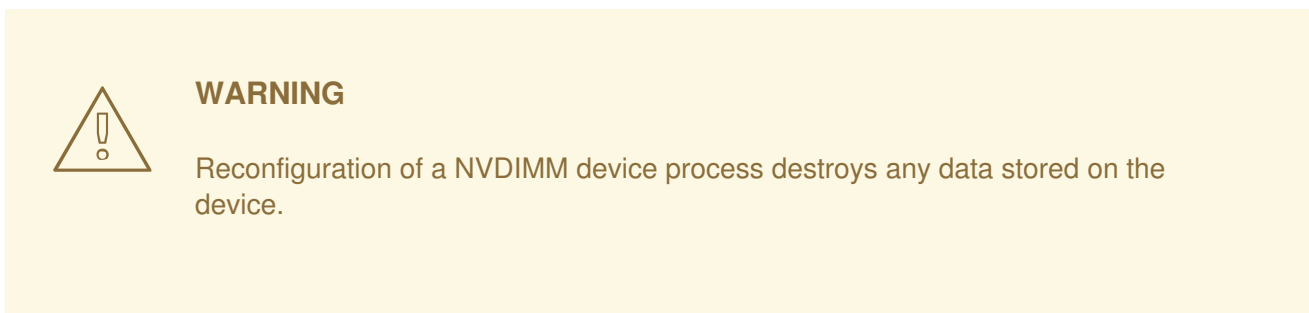 WARNING
Reconfiguration of a NVDIMM device process destroys any data stored on the
device.